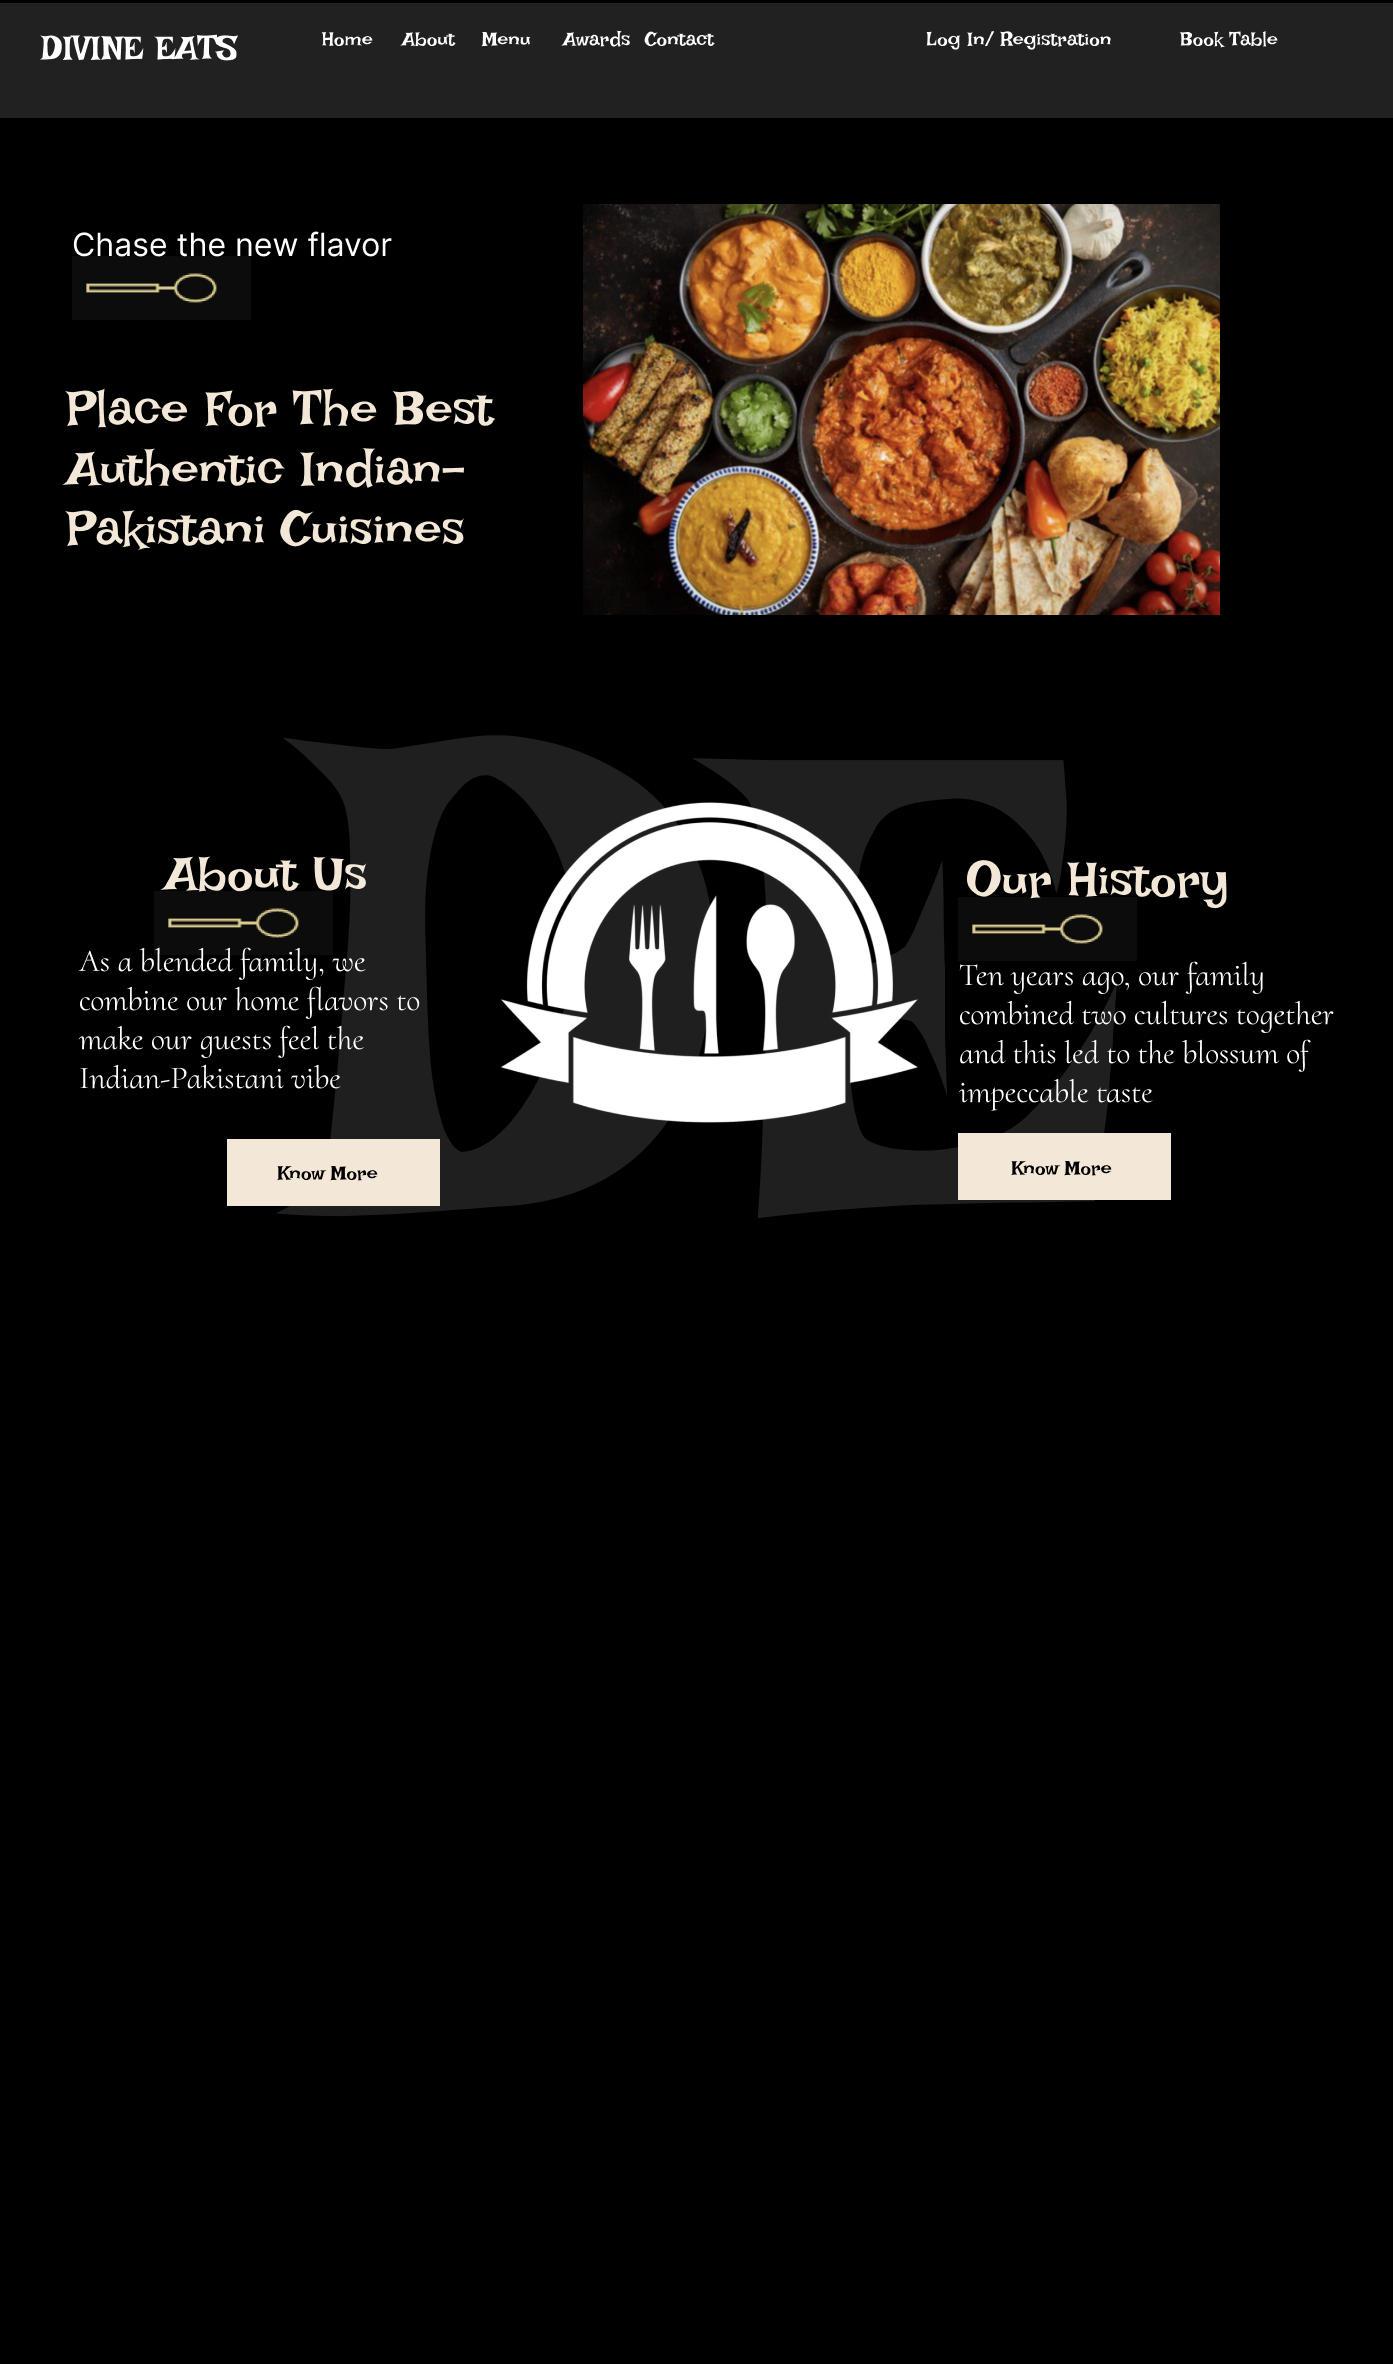 DIVINE EATS
Home About Menu Awards Contact Log In/ Registration Book Table
Chase the new flavor
Place For The Best
Authentic Indian-
Pakistani Cuisines
DE
About Us
As a blended family, we
combine our home flavors to
make our guests feel the
Indian-Pakistani vibe
Know More
Our History
Ten years ago, our family
combined two cultures together
and this led to the blossum of
impeccable taste
Know More